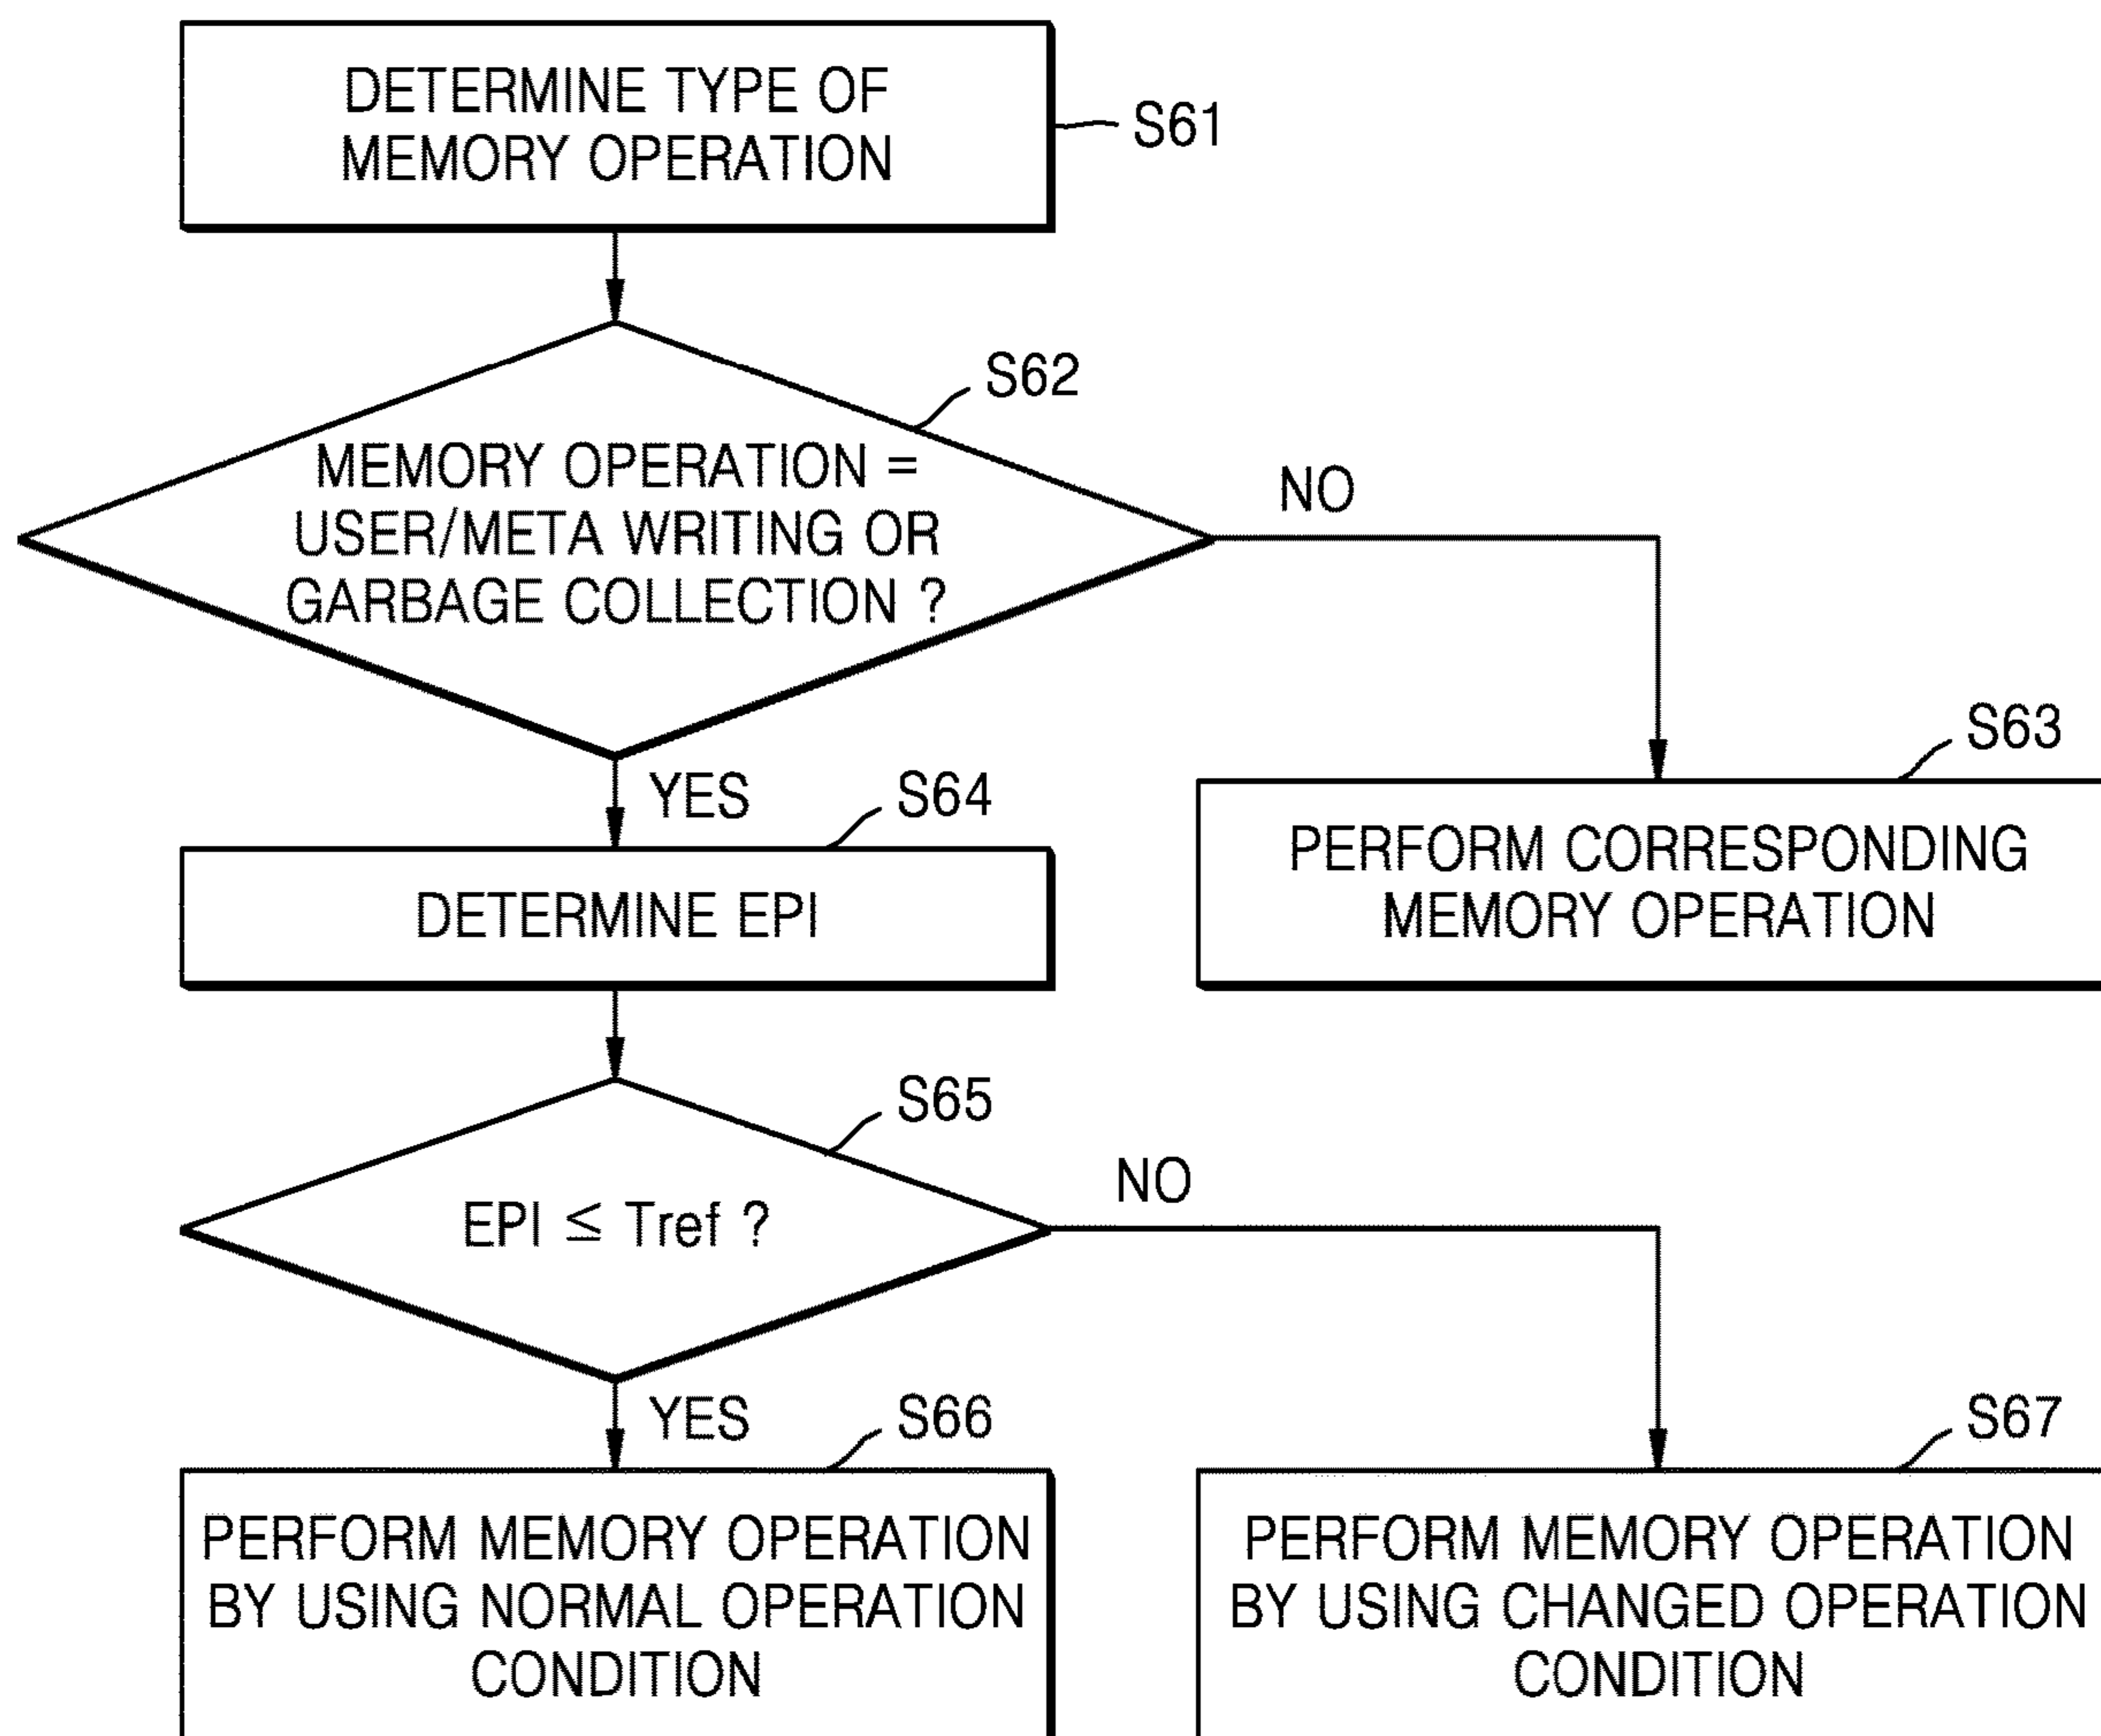 DETERMINE TYPE OF
MEMORY OPERATION
S61
S62
MEMORY OPERATION =
USER/META WRITING OR
GARBAGE COLLECTION ?
NO
YES
S63
PERFORM CORRESPONDING
MEMORY OPERATION
S64
DETERMINE EPI
S65
EPI ≤ Tref ?
NO
YES
S66
PERFORM MEMORY OPERATION
BY USING NORMAL OPERATION
CONDITION
S67
PERFORM MEMORY OPERATION
BY USING CHANGED OPERATION
CONDITION